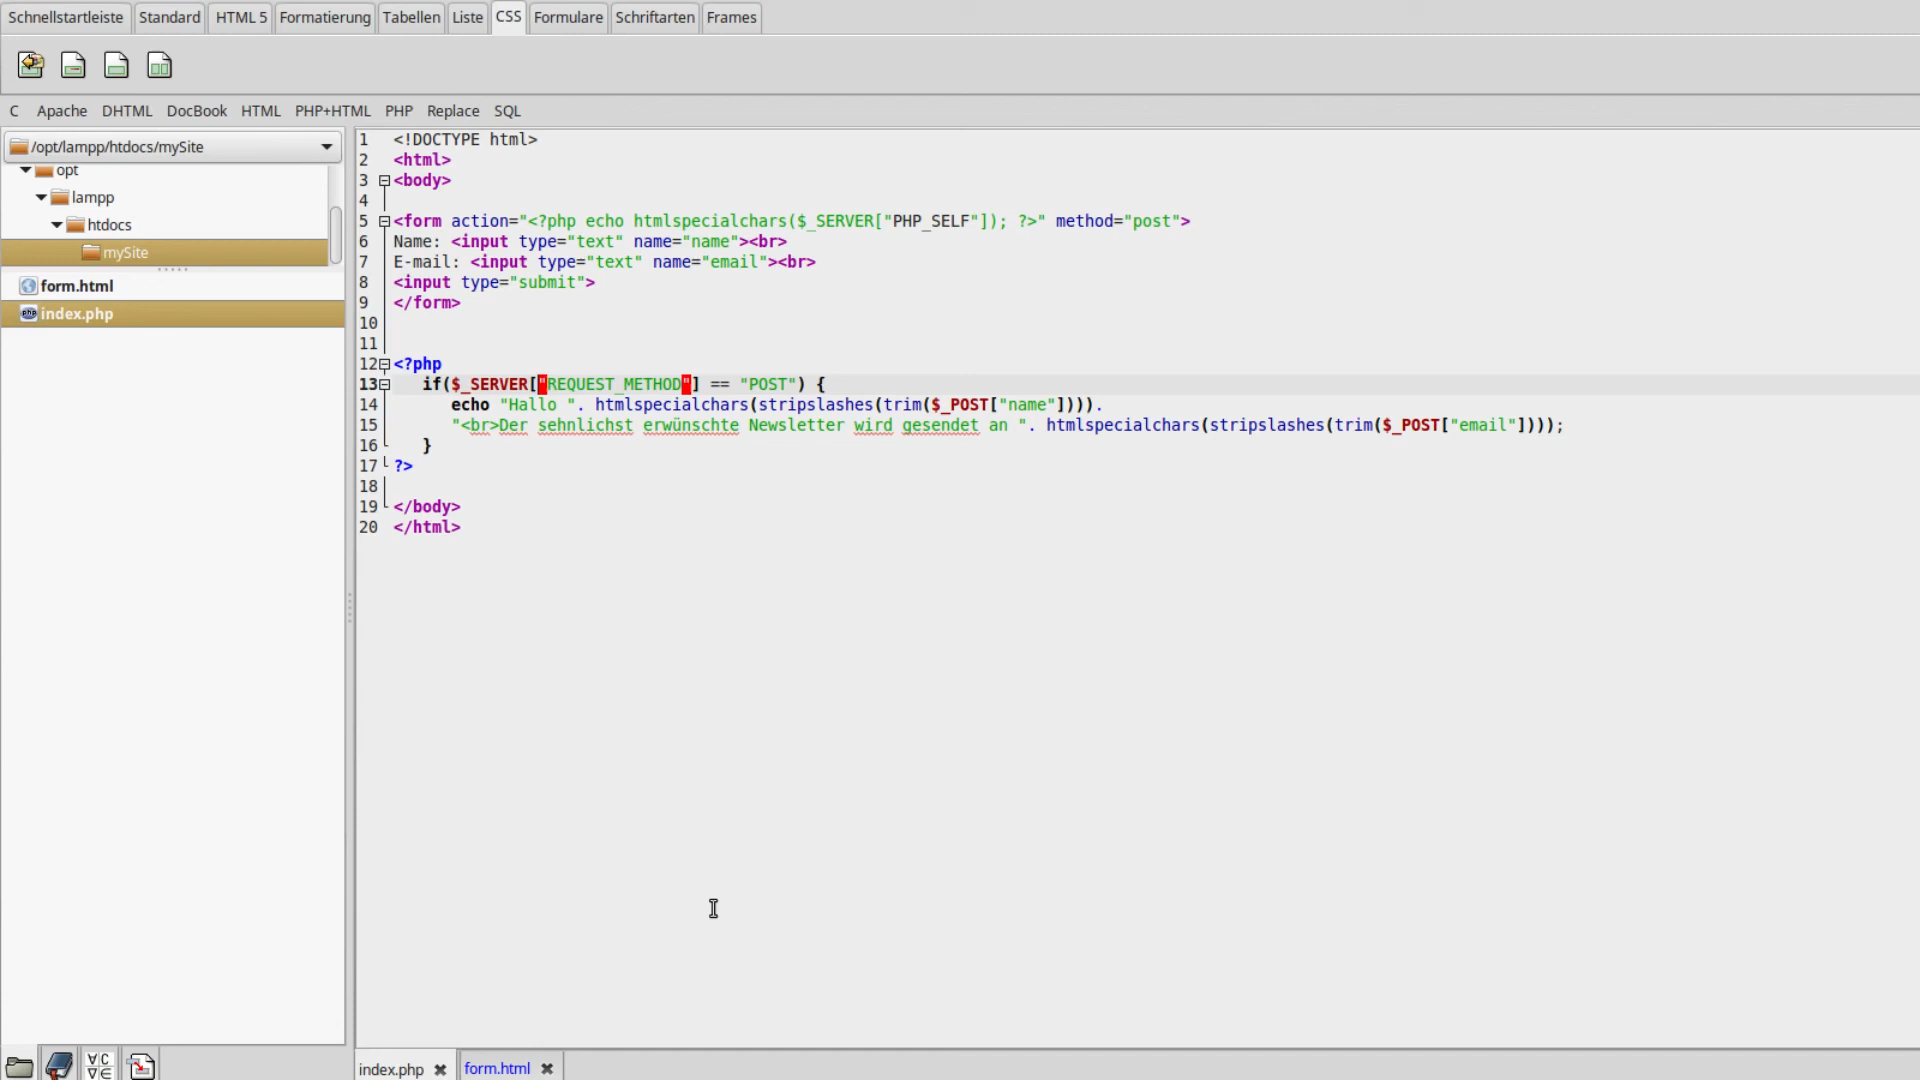 Schnellstartleiste Standard HTML 5 Formatierung Tabellen Liste CSS Formulare Schriftarten Frames
C Apache DHTML DocBook HTML PHP+HTML PHP Replace SQL
/opt/lampp/htdocs/mySite
opt
lampp
htdocs
mySite
form.html
index.php
1 <!DOCTYPE html>
2 <html>
3 <body>
4
5 <form action="<?php echo htmlspecialchars($_SERVER["PHP_SELF"]); ?>" method="post">
6 Name: <input type="text" name="name"><br>
7 E-mail: <input type="text" name="email"><br>
8 <input type="submit">
9 </form>
10
11
12 <?php
13 if($_SERVER["REQUEST_METHOD"] == "POST") {
14 echo "Hallo ". htmlspecialchars(stripslashes(trim($_POST["name"]))).
15 "<br>Der sehnlichst erwünschte Newsletter wird gesendet an ". htmlspecialchars(stripslashes(trim($_POST["email"])));
16 }
17 ?>
18
19 </body>
20 </html>
index.php form.html